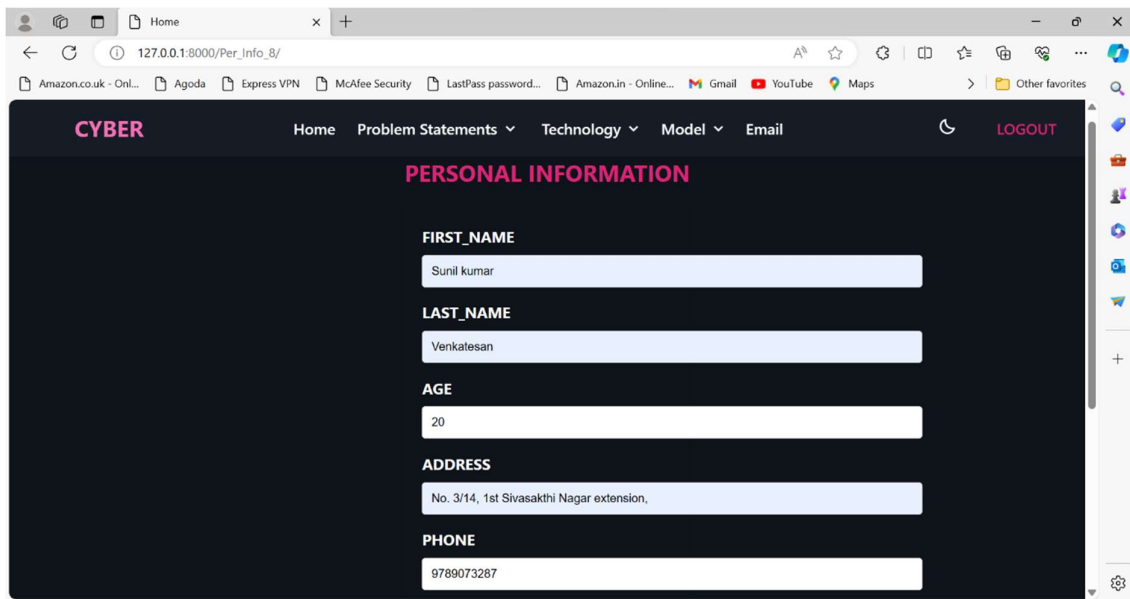 Home
127.0.0.1:8000/Per_Info_8/
Amazon.co.uk - Onl... Agoda Express VPN McAfee Security LastPass password... Amazon.in - Online... Gmail YouTube Maps Other favorites
CYBER Home Problem Statements Technology Model Email LOGOUT
PERSONAL INFORMATION
FIRST_NAME
Sunil kumar
LAST_NAME
Venkatesan
AGE
20
ADDRESS
No. 3/14, 1st Sivasakthi Nagar extension,
PHONE
9789073287